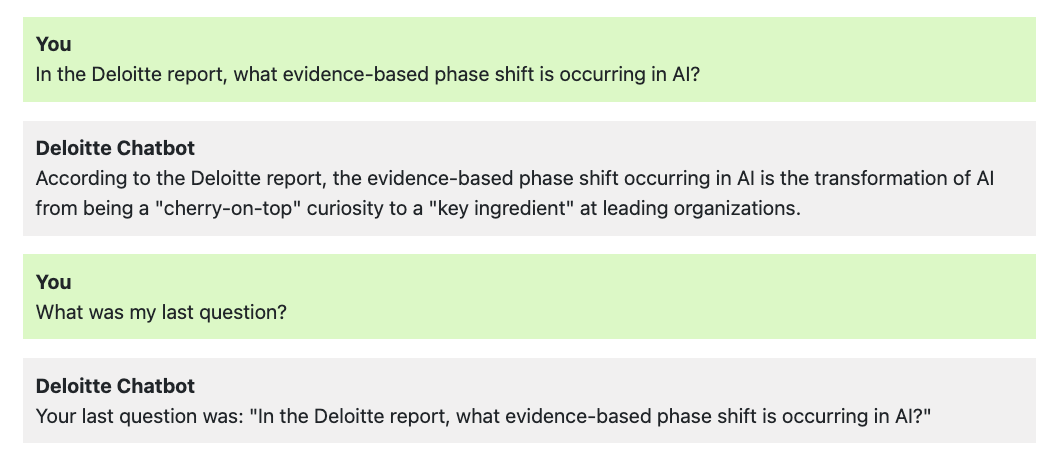 You
In the Deloitte report, what evidence-based phase shift is occurring in AI?
Deloitte Chatbot
According to the Deloitte report, the evidence-based phase shift occurring in AI is the transformation of AI
from being a "cherry-on-top" curiosity to a "key ingredient" at leading organizations.
You
What was my last question?
Deloitte Chatbot
Your last question was: "In the Deloitte report, what evidence-based phase shift is occurring in AI?"